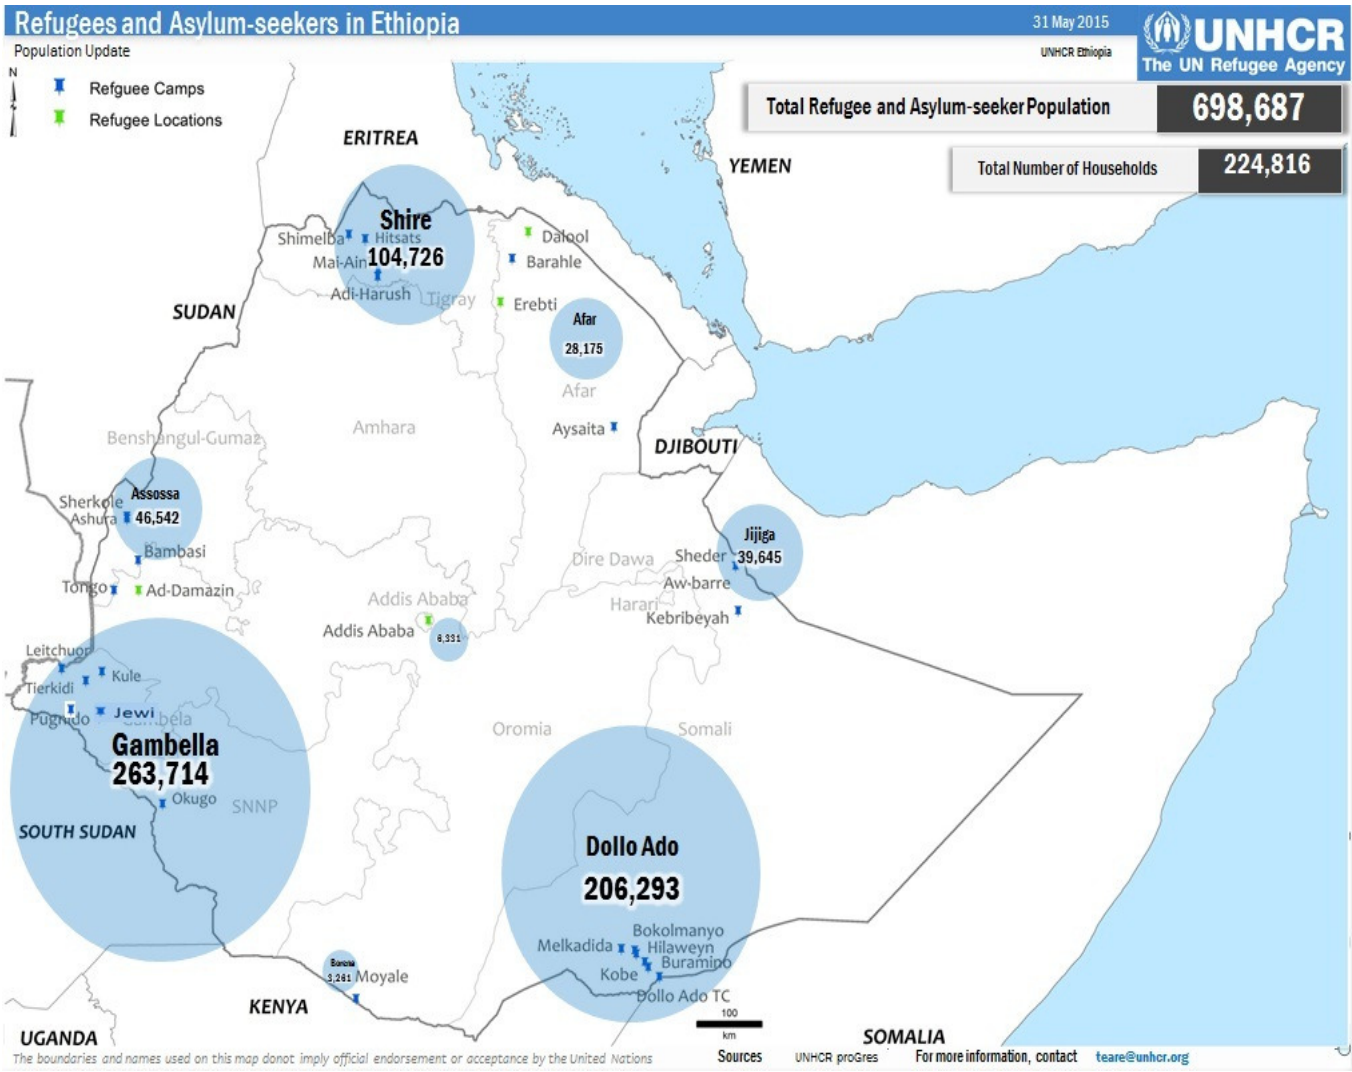 Refugees and Asylum-seekers in Ethiopia
31 May 2015
UNHCR
The UN Refugee Agency
Population Update
UNHCR Ethiopia
N
Refguee Camps
Refugee Locations
Total Refugee and Asylum-seeker Population
698,687
Total Number of Households
224,816
ERITREA
YEMEN
Shire
Shimelba
Hitsats
104,726
Mai-Ain
Adi-Harush
Tigray
Dalool
Barahle
Erebti
SUDAN
Afar
28,175
Afar
Aysaita
Amhara
Benshangul-Gumaz
DJIBOUTI
Assossa
46,542
Sherkole
Ashura
Bambasi
Tongo
Ad-Damazin
Jijiga
39,645
Sheder
Aw-barre
Kebribeyah
Dire Dawa
Harari
Addis Ababa
Addis Ababa
6,331
Leitchuor
Kule
Tierkidi
Pugnido
Jewi
Gambela
Gambella
263,714
Okugo
SNNP
SOUTH SUDAN
Oromia
Somali
Dollo Ado
206,293
Bokolmanyo
Melkadida
Hilaweyn
Buramino
Kobe
Dollo Ado TC
Borena
3,261
Moyale
KENYA
UGANDA
SOMALIA
100
km
The boundaries and names used on this map donot imply official endorsement or acceptance by the United Nations
Sources
UNHCR proGres
For more information, contact
teare@unhcr.org